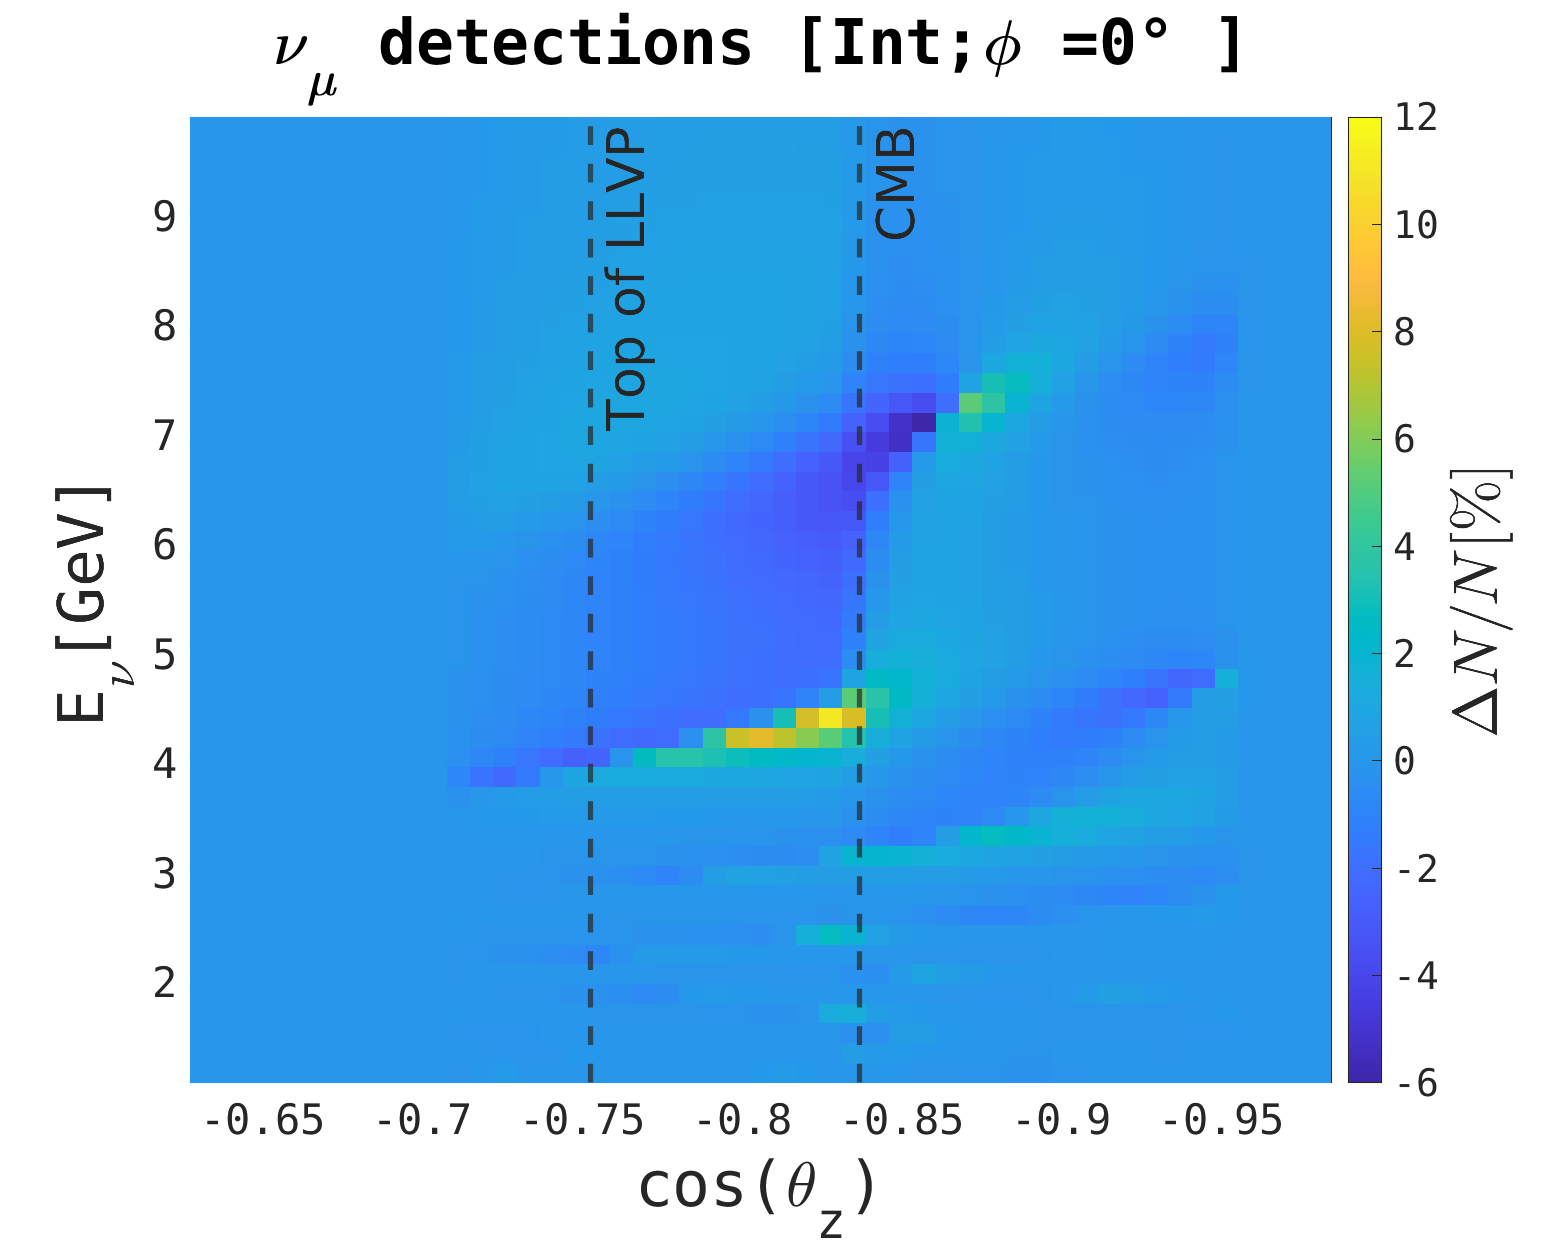 ν_μ detections [Int; ϕ =0° ]
Top of LLVP
CMB
E_ν [GeV]
9
8
7
6
5
4
3
2
-0.65 -0.7 -0.75 -0.8 -0.85 -0.9 -0.95
cos(θ_z)
12
10
8
6
4
2
0
-2
-4
-6
ΔN/N[%]